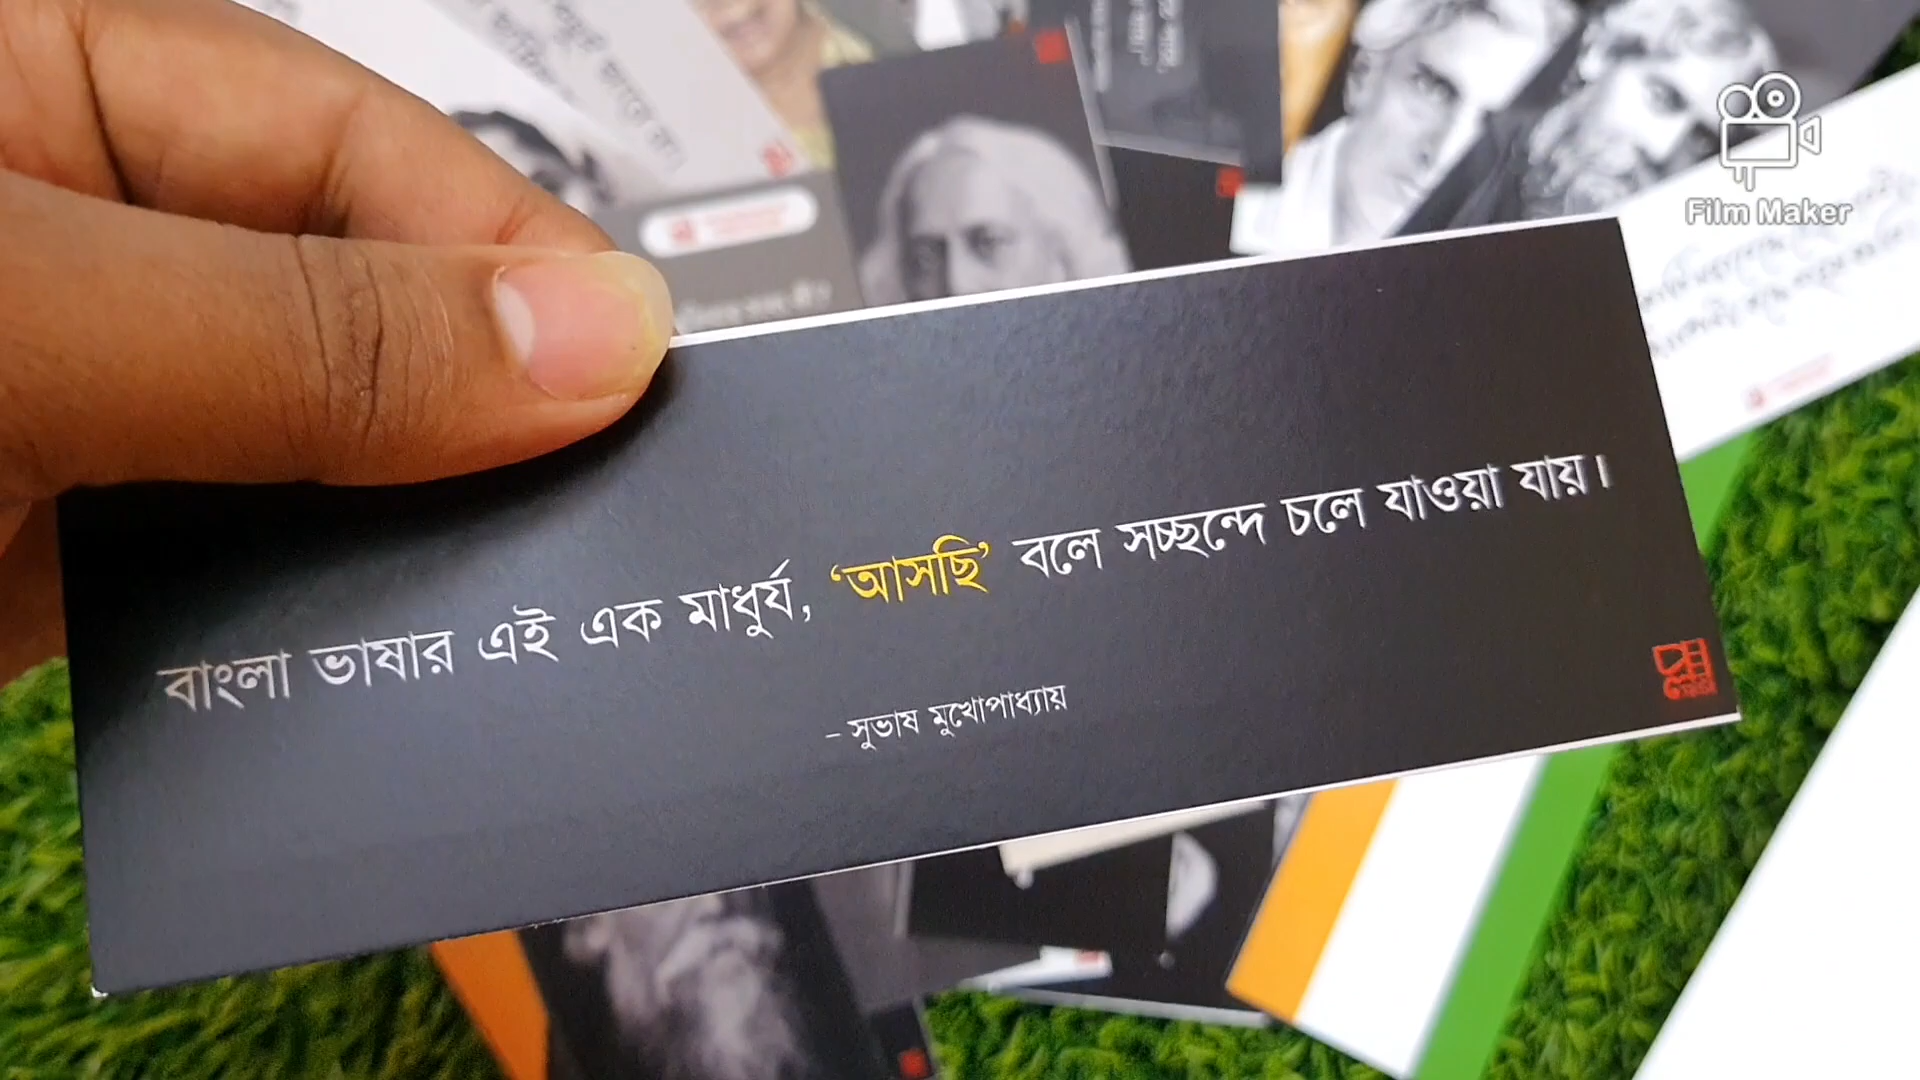 Film Maker
বাংলা ভাষার এই এক মাধুর্য, ‘আসছি’ বলে সচ্ছন্দে চলে যাওয়া যায়।
– সুভাষ মুখোপাধ্যায়